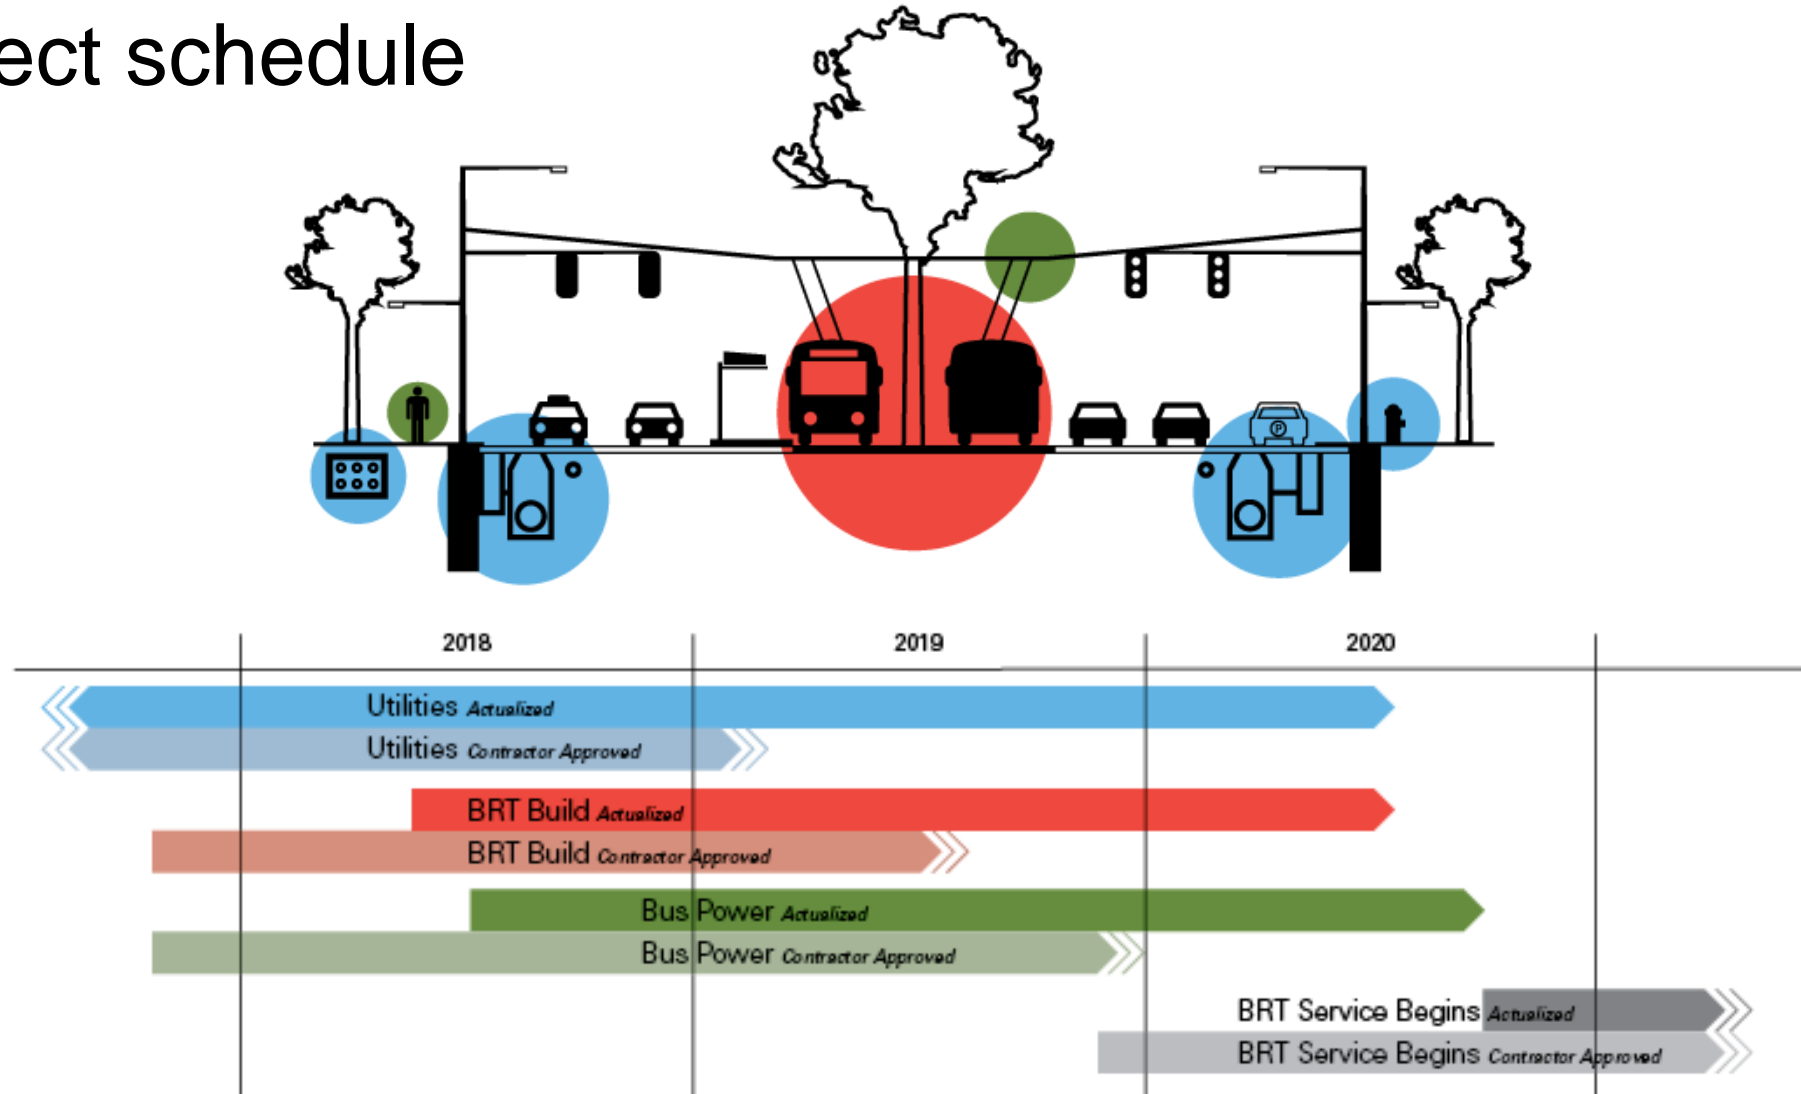 ect schedule
P
2018 2019 2020
Utilities Actualized
Utilities Contractor Approved
BRT Build Actualized
BRT Build Contractor Approved
Bus Power Actualized
Bus Power Contractor Approved
BRT Service Begins Actualized
BRT Service Begins Contractor Approved